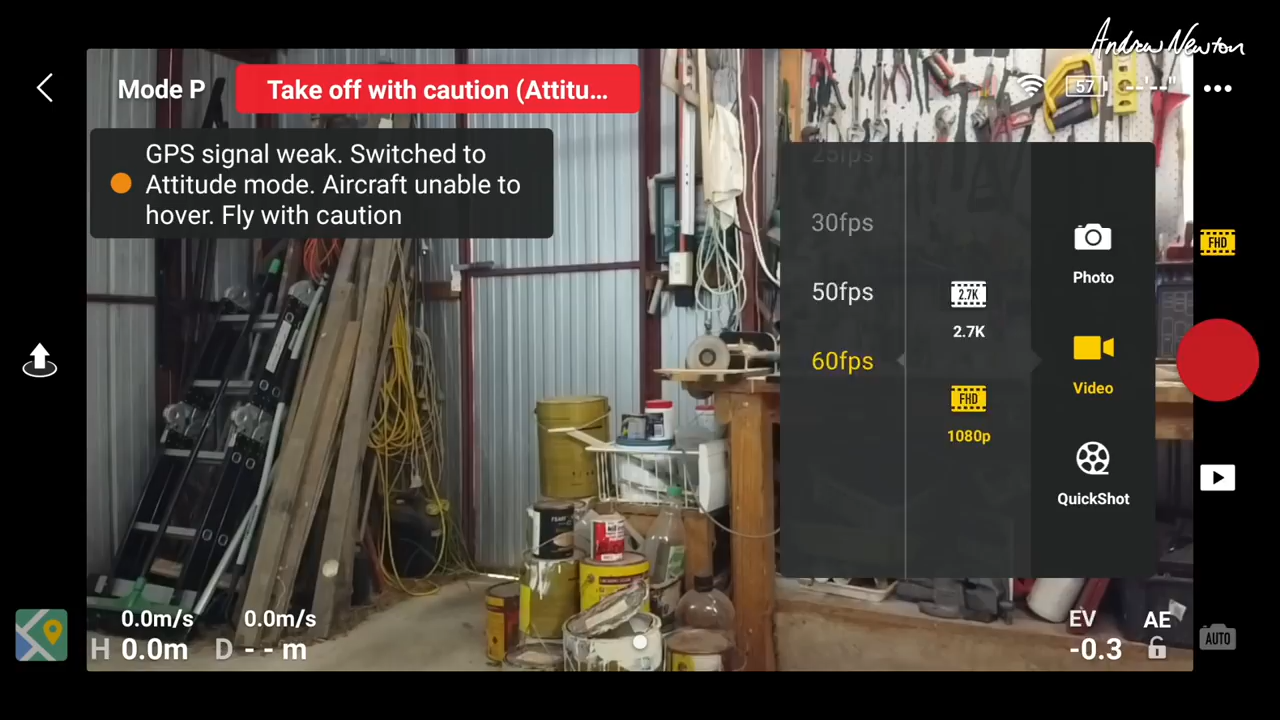 Andrew Newton
Mode P
Take off with caution (Attitu...
57
--'--"
GPS signal weak. Switched to
Attitude mode. Aircraft unable to
hover. Fly with caution
25fps
30fps
50fps
60fps
2.7K
2.7K
FHD
1080p
Photo
Video
QuickShot
FHD
0.0m/s
0.0m/s
H 0.0m
D - - m
EV
-0.3
AE
AUTO